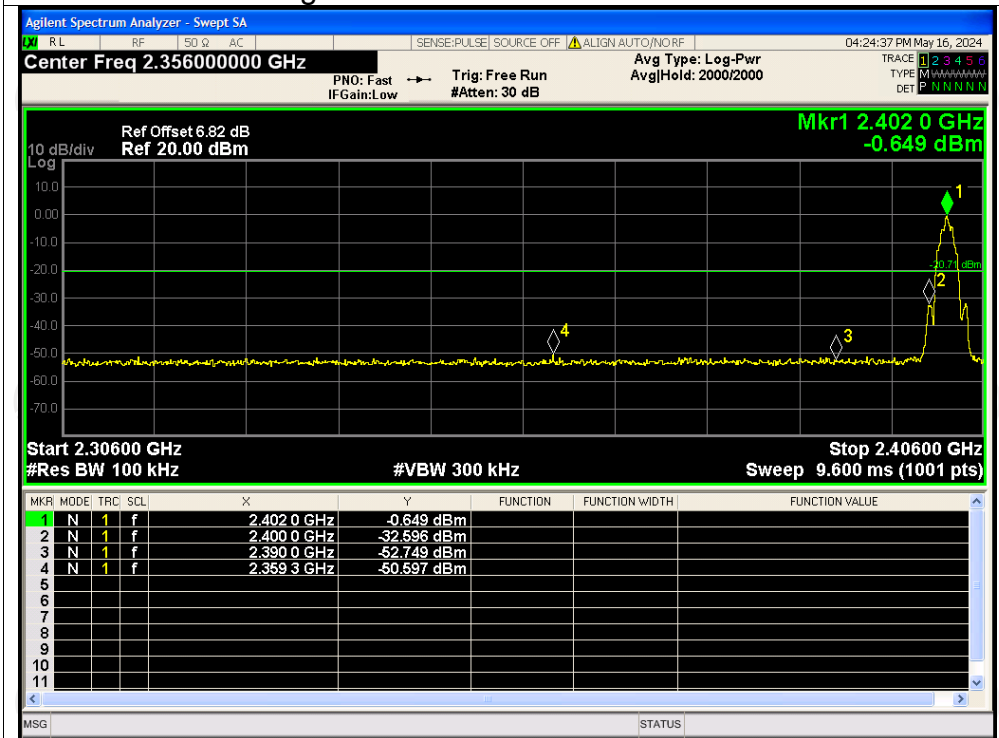 Agilent Spectrum Analyzer - Swept SA
LXI RL RF 50 Ω AC SENSE:PULSE SOURCE OFF ALIGN AUTO/NO RF 04:24:37 PM May 16, 2024
Center Freq 2.356000000 GHz
PNO: Fast
IFGain:Low
Trig: Free Run
#Atten: 30 dB
Avg Type: Log-Pwr
Avg|Hold: 2000/2000
TRACE 1 2 3 4 5 6
TYPE M WWWWW
DET P N N N N N
Mkr1 2.402 0 GHz
-0.649 dBm
Ref Offset 6.82 dB
10 dB/div Ref 20.00 dBm
Log
10.0
0.00
-10.0
-20.0
-30.0
-40.0
-50.0
-60.0
-70.0
1
-20.71 dBm
2
4
3
Start 2.30600 GHz Stop 2.40600 GHz
#Res BW 100 kHz #VBW 300 kHz Sweep 9.600 ms (1001 pts)
MKR MODE TRC SCL X Y FUNCTION FUNCTION WIDTH FUNCTION VALUE
1 N 1 f 2.402 0 GHz -0.649 dBm
2 N 1 f 2.400 0 GHz -32.596 dBm
3 N 1 f 2.390 0 GHz -52.749 dBm
4 N 1 f 2.359 3 GHz -50.597 dBm
5
6
7
8
9
10
11
MSG STATUS